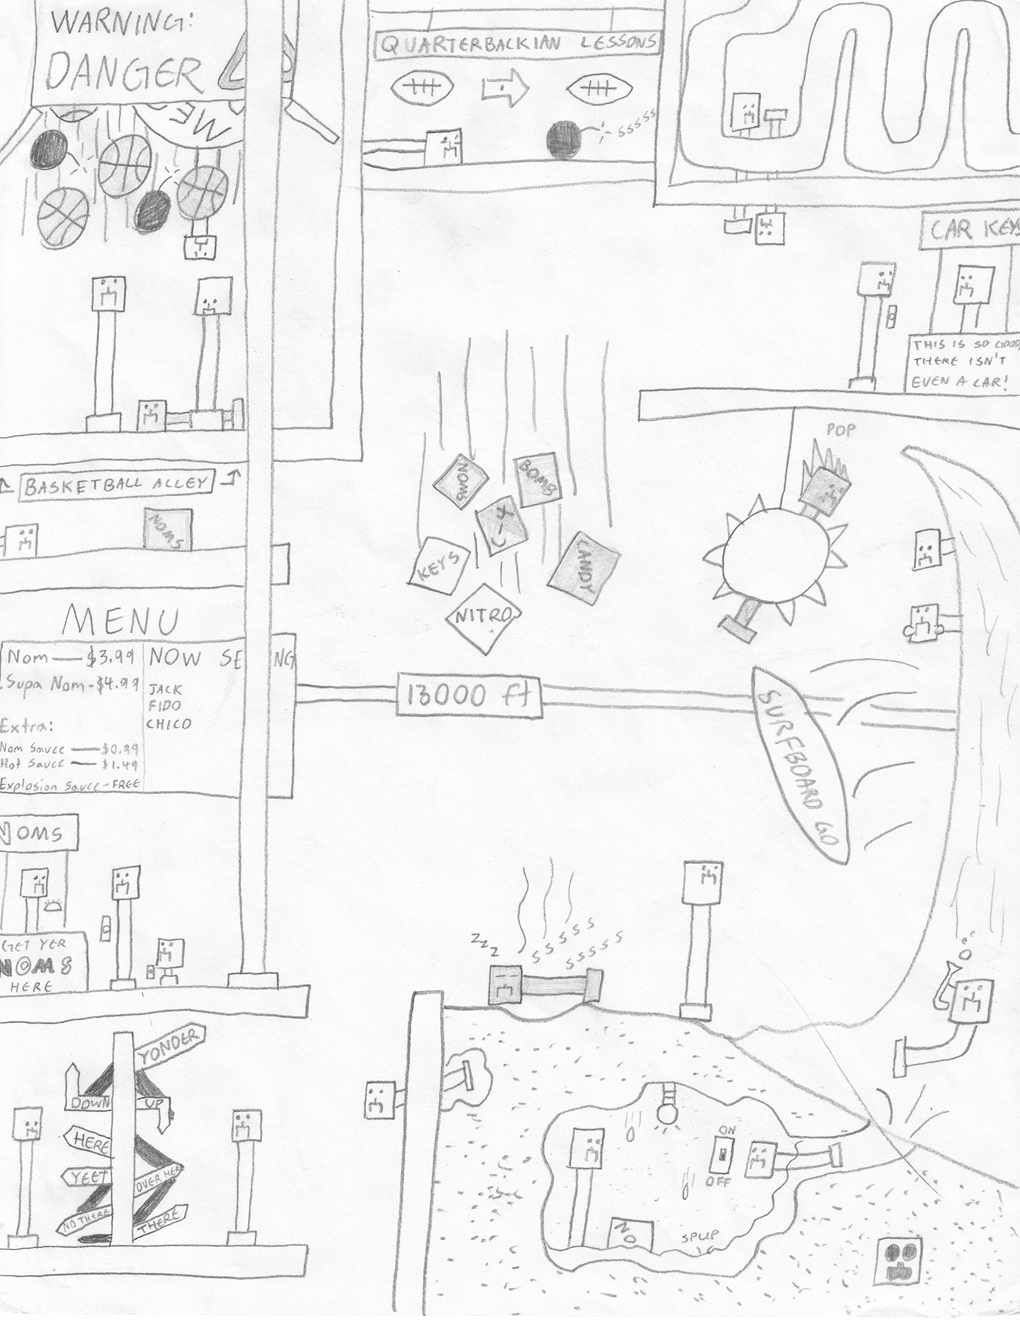 WARNING:
DANGER
QUARTERBACKIAN LESSONS
sssss
CAR KEYS
THIS IS SO GOOD,
THERE ISN'T
EVEN A CAR!
POP
BASKETBALL ALLEY
NOMS
NOMS
BOMB
KEYS
CANDY
NITRO
MENU
Nom — $3.99
Supa Nom - $4.99
Extra:
Nom Sauce — $0.99
Hot Sauce — $1.49
Explosion Sauce - FREE
NOW SE NG
JACK
FIDO
CHICO
13000 ft
SURFBOARD GO
NOMS
GET YER
NOMS
HERE
zzz
sssss
sssss
YONDER
DOWN
UP
HERE
YEET
OVER HERE
NO THERE
THERE
ON
OFF
NO
SPLIP